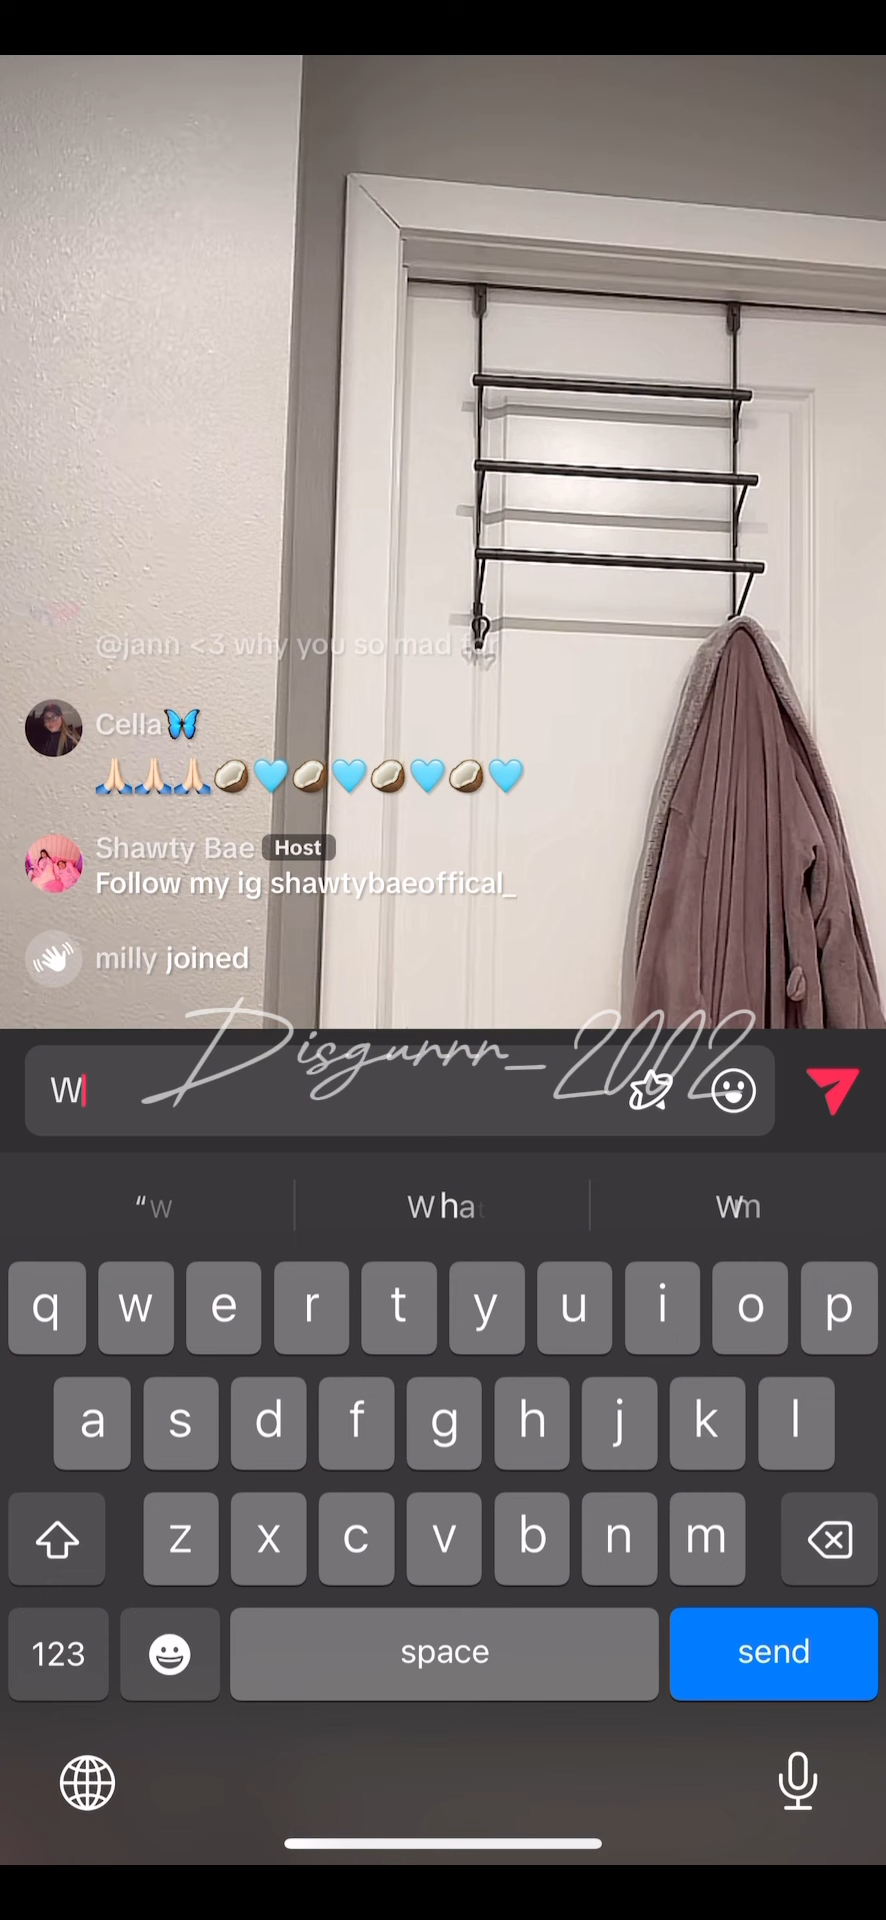 @jann <3 why you so mad for
Cella🦋
🙏🏻🙏🏻🙏🏻🥥🩵🥥🩵🥥🩵🥥🩵
Shawty Bae Host
Follow my ig shawtybaeoffical_
milly joined
Disgunnn_2002
W
“w What Wm
q w e r t y u i o p
a s d f g h j k l
z x c v b n m
123 space send